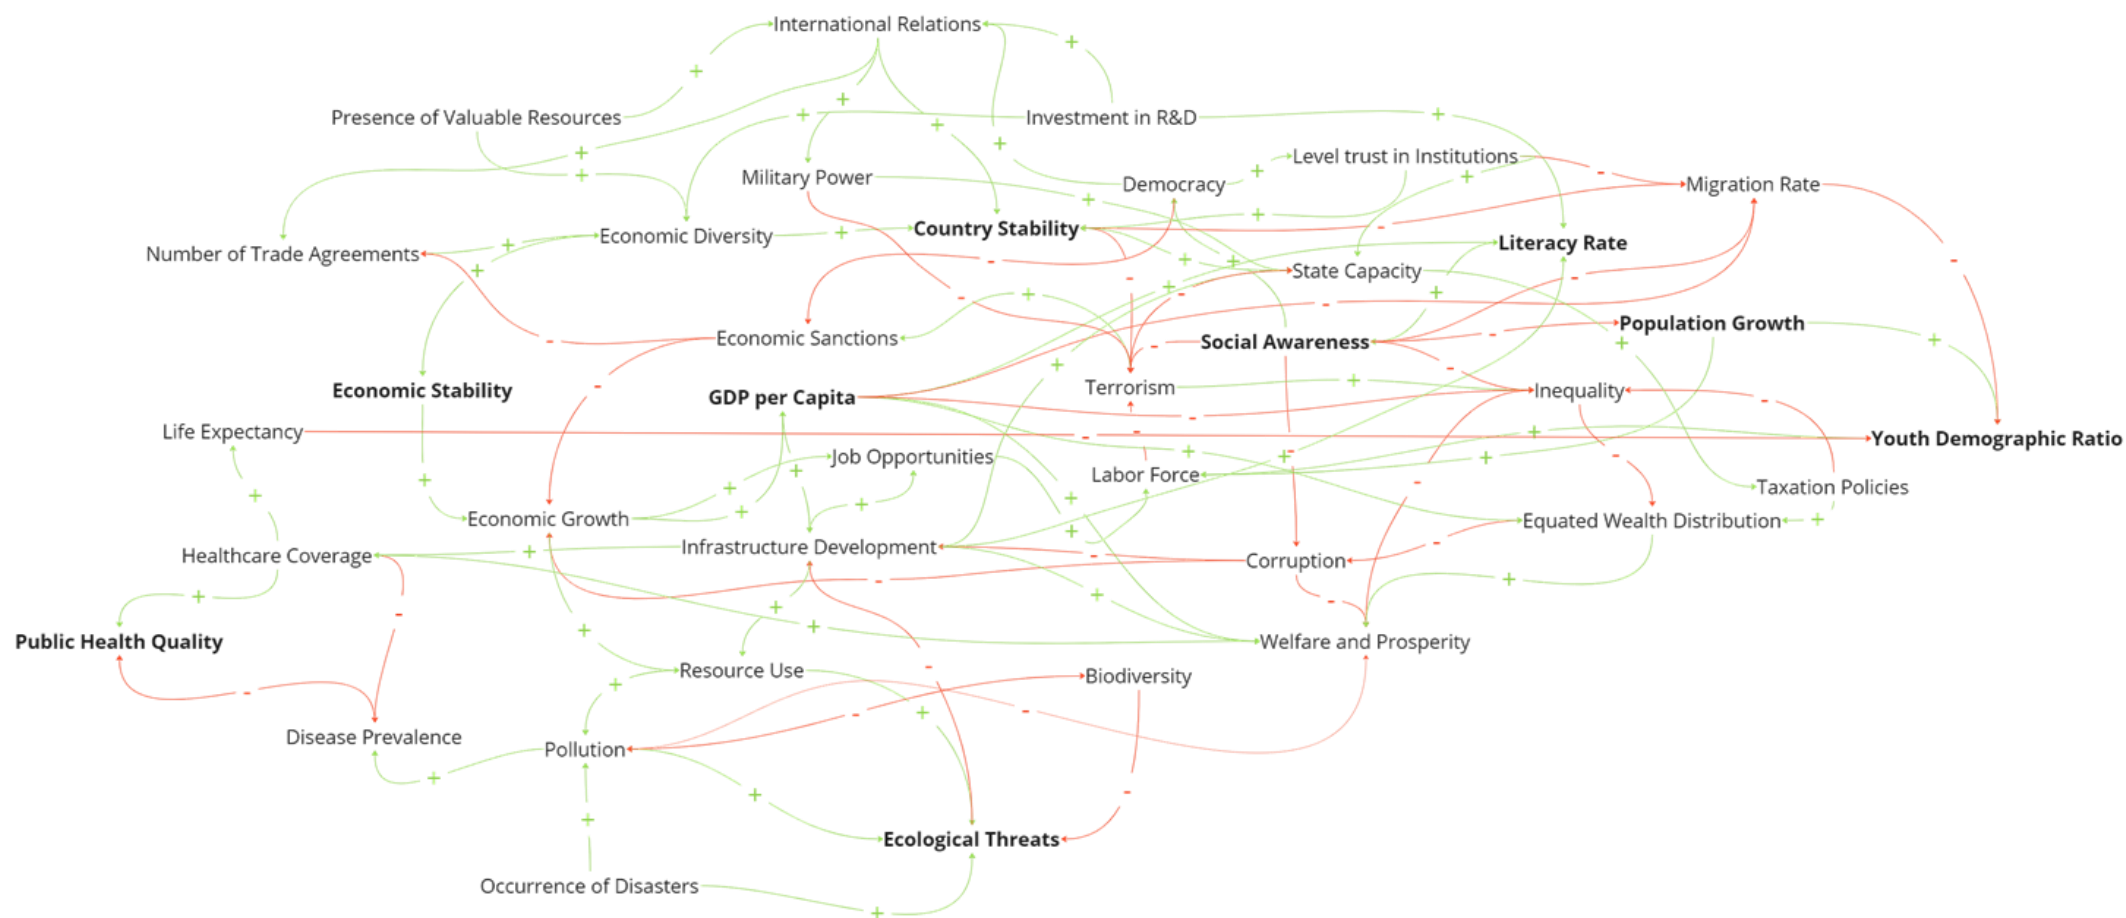 International Relations
Presence of Valuable Resources
Investment in R&D
Level trust in Institutions
Military Power
Democracy
Migration Rate
Country Stability
Economic Diversity
Literacy Rate
Number of Trade Agreements
State Capacity
Population Growth
Economic Sanctions
Social Awareness
Terrorism
Economic Stability
Inequality
GDP per Capita
Life Expectancy
Youth Demographic Ratio
Job Opportunities
Labor Force
Taxation Policies
Economic Growth
Equated Wealth Distribution
Infrastructure Development
Healthcare Coverage
Corruption
Public Health Quality
Welfare and Prosperity
Resource Use
Biodiversity
Disease Prevalence
Pollution
Ecological Threats
Occurrence of Disasters